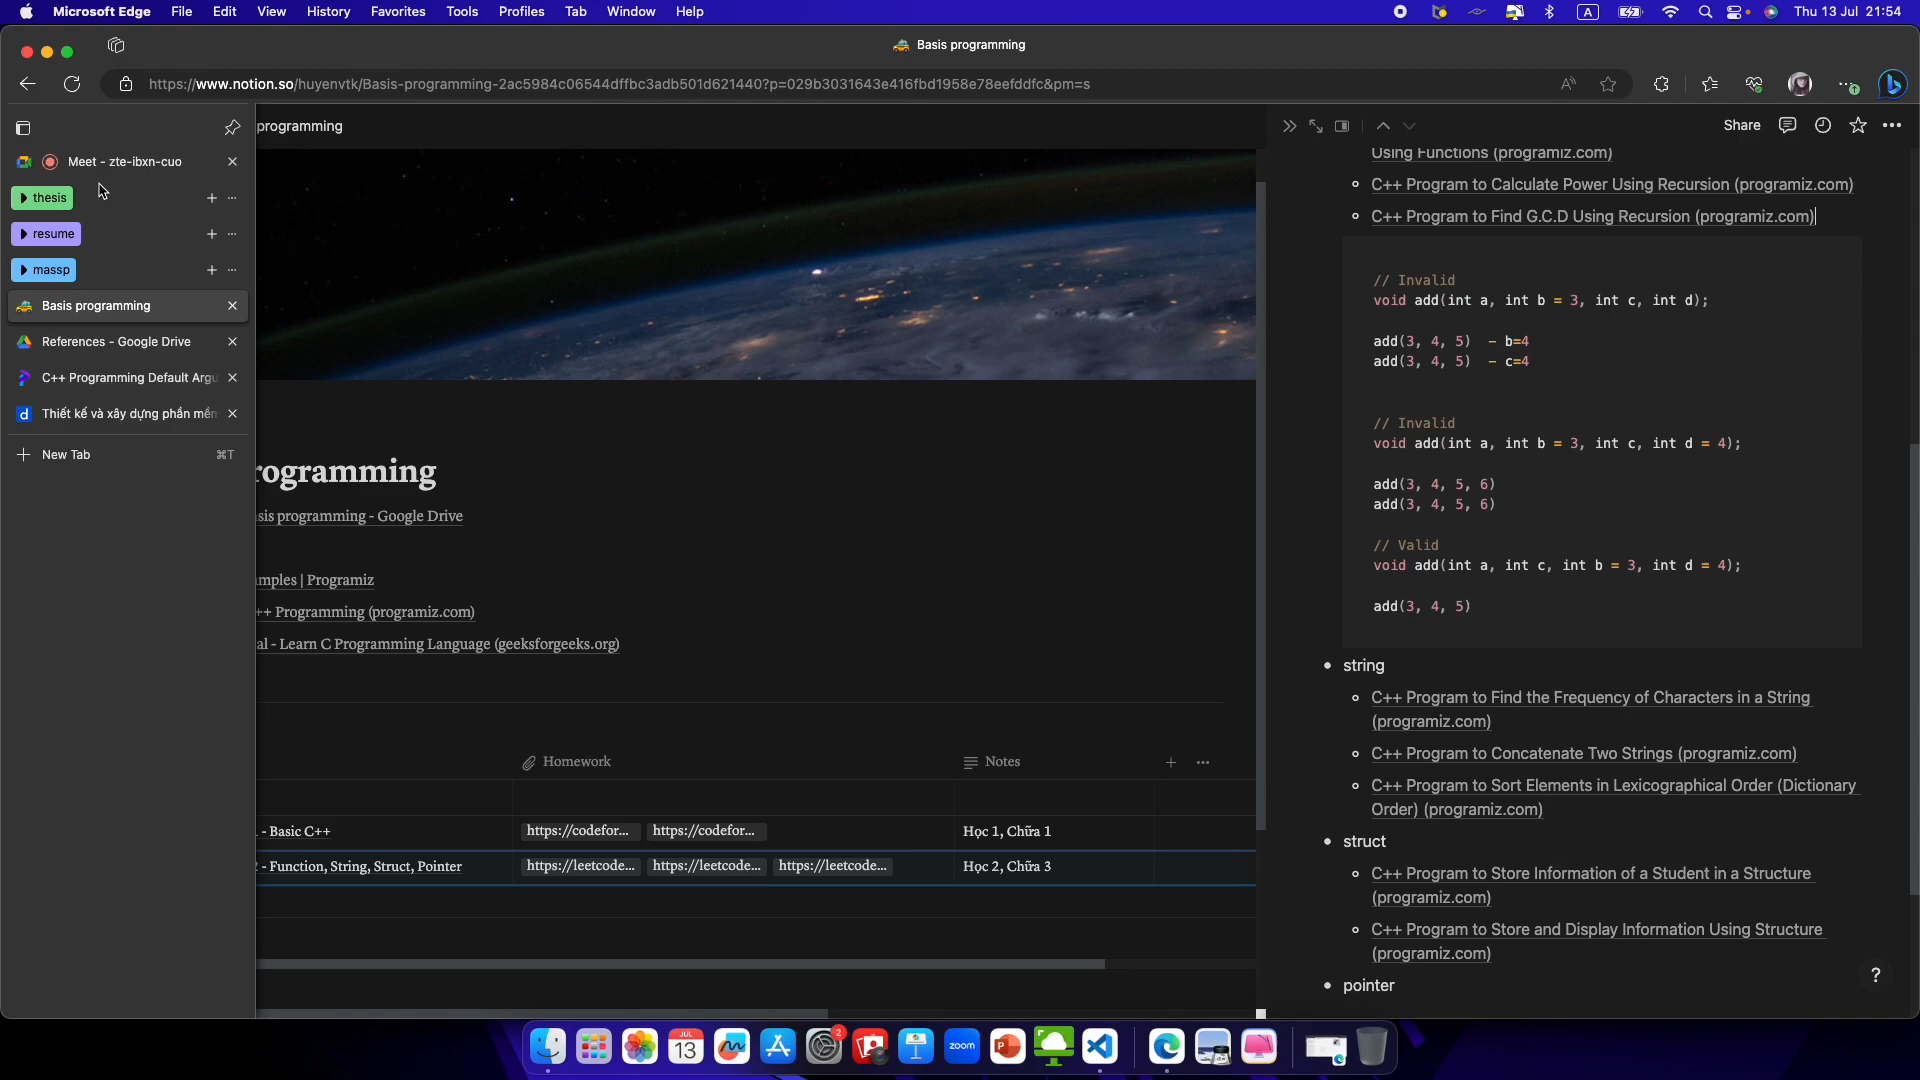 Microsoft Edge File Edit View History Favorites Tools Profiles Tab Window Help
A
Thu 13 Jul 21:54
Basis programming
https://www.notion.so/huyenvtk/Basis-programming-2ac5984c06544dffbc3adb501d621440?p=029b3031643e416fbd1958e78eefddfc&pm=s
Meet - zte-ibxn-cuo
thesis
resume
massp
Basis programming
References - Google Drive
C++ Programming Default Argu
Thiết kế và xây dựng phần mềm
New Tab ⌘T
programming
rogramming
sis programming - Google Drive
mples | Programiz
++ Programming (programiz.com)
al - Learn C Programming Language (geeksforgeeks.org)
Homework Notes
- Basic C++ https://codefor... https://codefor... Học 1, Chữa 1
2 - Function, String, Struct, Pointer https://leetcode... https://leetcode... https://leetcode... Học 2, Chữa 3
Share
Using Functions (programiz.com)
C++ Program to Calculate Power Using Recursion (programiz.com)
C++ Program to Find G.C.D Using Recursion (programiz.com)
// Invalid
void add(int a, int b = 3, int c, int d);
add(3, 4, 5) - b=4
add(3, 4, 5) - c=4
// Invalid
void add(int a, int b = 3, int c, int d = 4);
add(3, 4, 5, 6)
add(3, 4, 5, 6)
// Valid
void add(int a, int c, int b = 3, int d = 4);
add(3, 4, 5)
• string
C++ Program to Find the Frequency of Characters in a String
(programiz.com)
C++ Program to Concatenate Two Strings (programiz.com)
C++ Program to Sort Elements in Lexicographical Order (Dictionary
Order) (programiz.com)
• struct
C++ Program to Store Information of a Student in a Structure
(programiz.com)
C++ Program to Store and Display Information Using Structure
(programiz.com)
• pointer
?
JUL
13
2
zoom